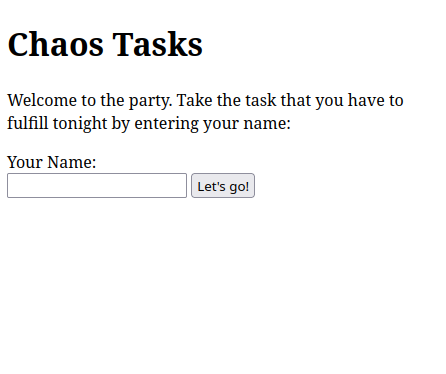 Chaos Tasks
Welcome to the party. Take the task that you have to
fulfill tonight by entering your name:
Your Name:
Let's go!